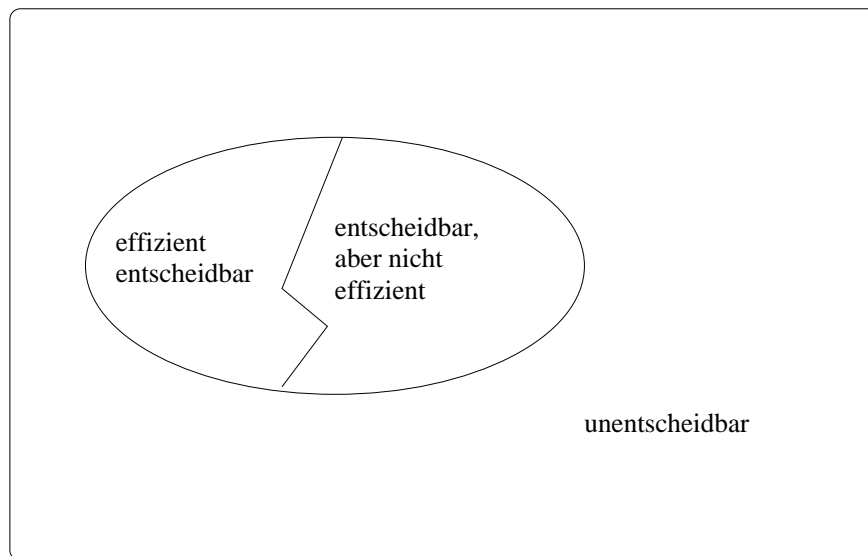 effizient
entscheidbar
entscheidbar,
aber nicht
effizient
unentscheidbar